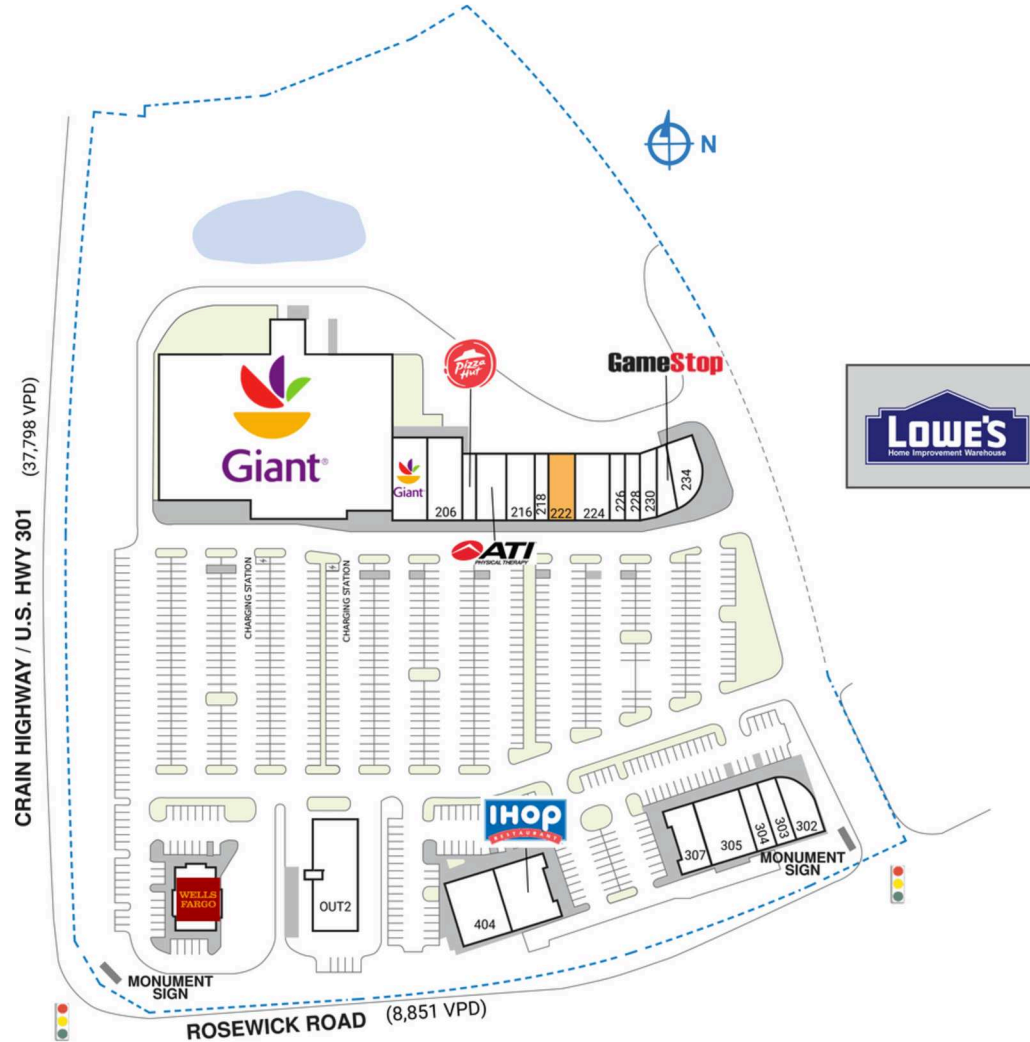 N
Pizza
Hut
GameStop
LOWE'S
Home Improvement Warehouse
Giant®
Giant
206
216
218
222
224
226
228
230
234
ATI
PHYSICAL THERAPY
CHARGING STATION
CHARGING STATION
CRAIN HIGHWAY / U.S. HWY 301 (37,798 VPD)
IHOP
RESTAURANT
307
305
304
303
302
MONUMENT
SIGN
WELLS
FARGO
OUT2
404
MONUMENT
SIGN
ROSEWICK ROAD (8,851 VPD)